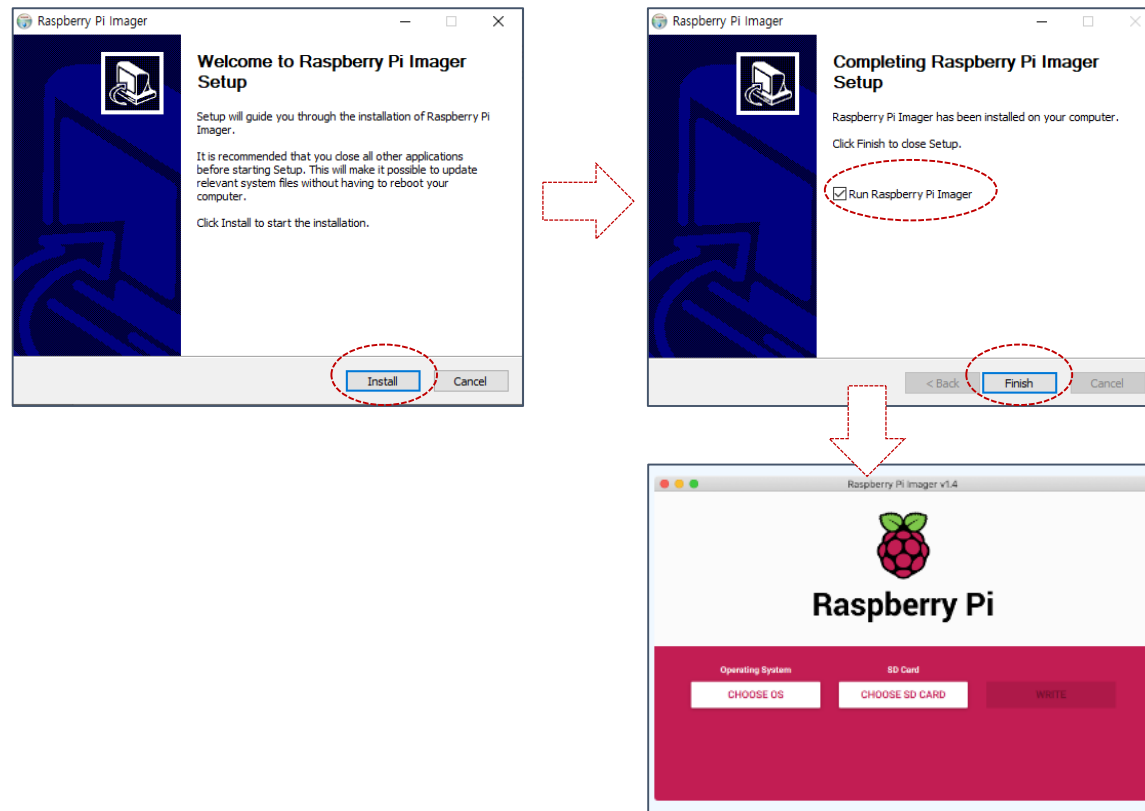 Raspberry Pi Imager
Welcome to Raspberry Pi Imager
Setup
Setup will guide you through the installation of Raspberry Pi
Imager.
It is recommended that you close all other applications
before starting Setup. This will make it possible to update
relevant system files without having to reboot your
computer.
Click Install to start the installation.
Install
Cancel
Raspberry Pi Imager
Completing Raspberry Pi Imager
Setup
Raspberry Pi Imager has been installed on your computer.
Click Finish to close Setup.
Run Raspberry Pi Imager
< Back
Finish
Cancel
Raspberry Pi Imager v1.4
Raspberry Pi
Operating System
SD Card
CHOOSE OS
CHOOSE SD CARD
WRITE